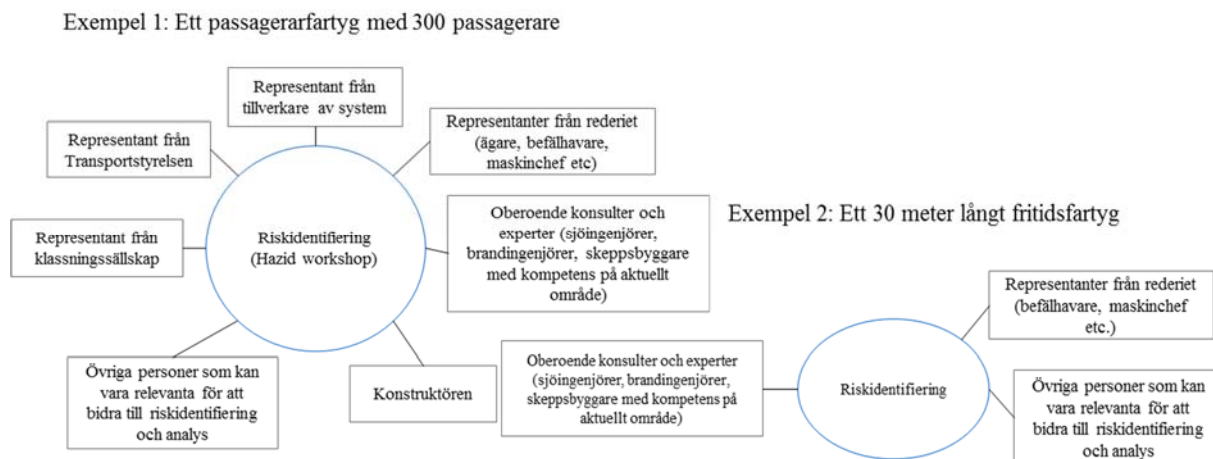 Exempel 1: Ett passagerarfartyg med 300 passagerare
Representant från
tillverkare av system
Representant från
Transportstyrelsen
Representanter från rederiet
(ägare, befälhavare,
maskinchef etc)
Representant från
klassningssällskap
Riskidentifiering
(Hazid workshop)
Oberoende konsulter och
experter (sjöingenjörer,
brandingenjörer, skeppsbyggare
med kompetens på aktuellt
område)
Övriga personer som kan
vara relevanta för att
bidra till riskidentifiering
och analys
Konstruktören
Exempel 2: Ett 30 meter långt fritidsfartyg
Representanter från rederiet
(befälhavare, maskinchef
etc.)
Oberoende konsulter och experter
(sjöingenjörer, brandingenjörer,
skeppsbyggare med kompetens på
aktuellt område)
Riskidentifiering
Övriga personer som kan
vara relevanta för att
bidra till riskidentifiering
och analys